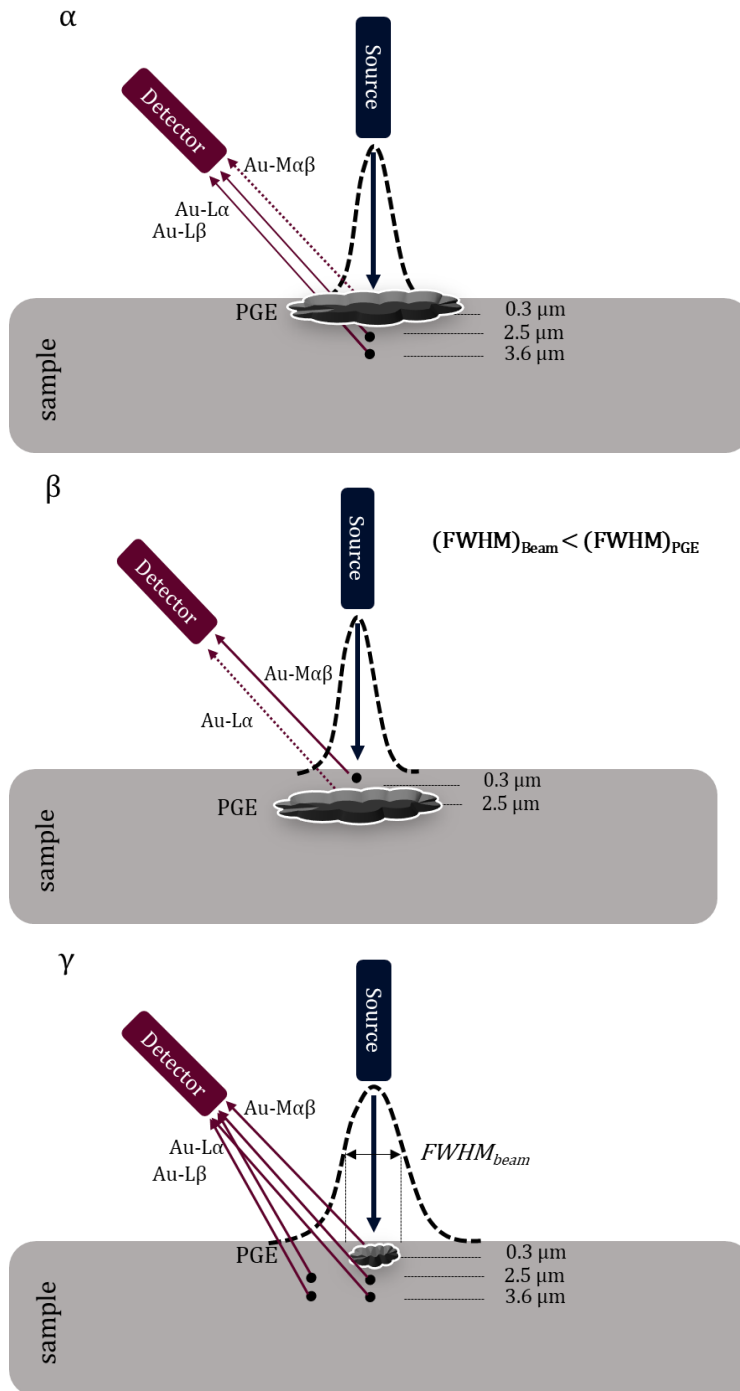 α
Source
Detector
Au-Mαβ
Au-Lα
Au-Lβ
PGE
0.3 μm
2.5 μm
3.6 μm
sample
β
Source
(FWHM)Beam < (FWHM)PGE
Detector
Au-Mαβ
Au-Lα
0.3 μm
PGE
2.5 μm
sample
γ
Source
Detector
Au-Mαβ
Au-Lα
FWHMbeam
Au-Lβ
PGE
0.3 μm
2.5 μm
3.6 μm
sample